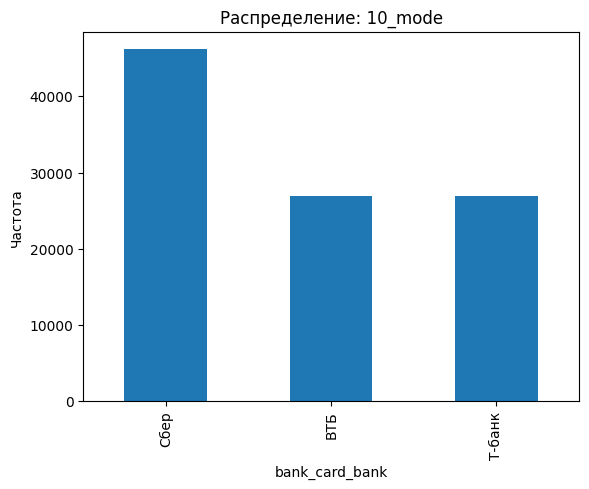 Распределение: 10_mode
Частота
40000
30000
20000
10000
0
Сбер
ВТБ
Т-банк
bank_card_bank